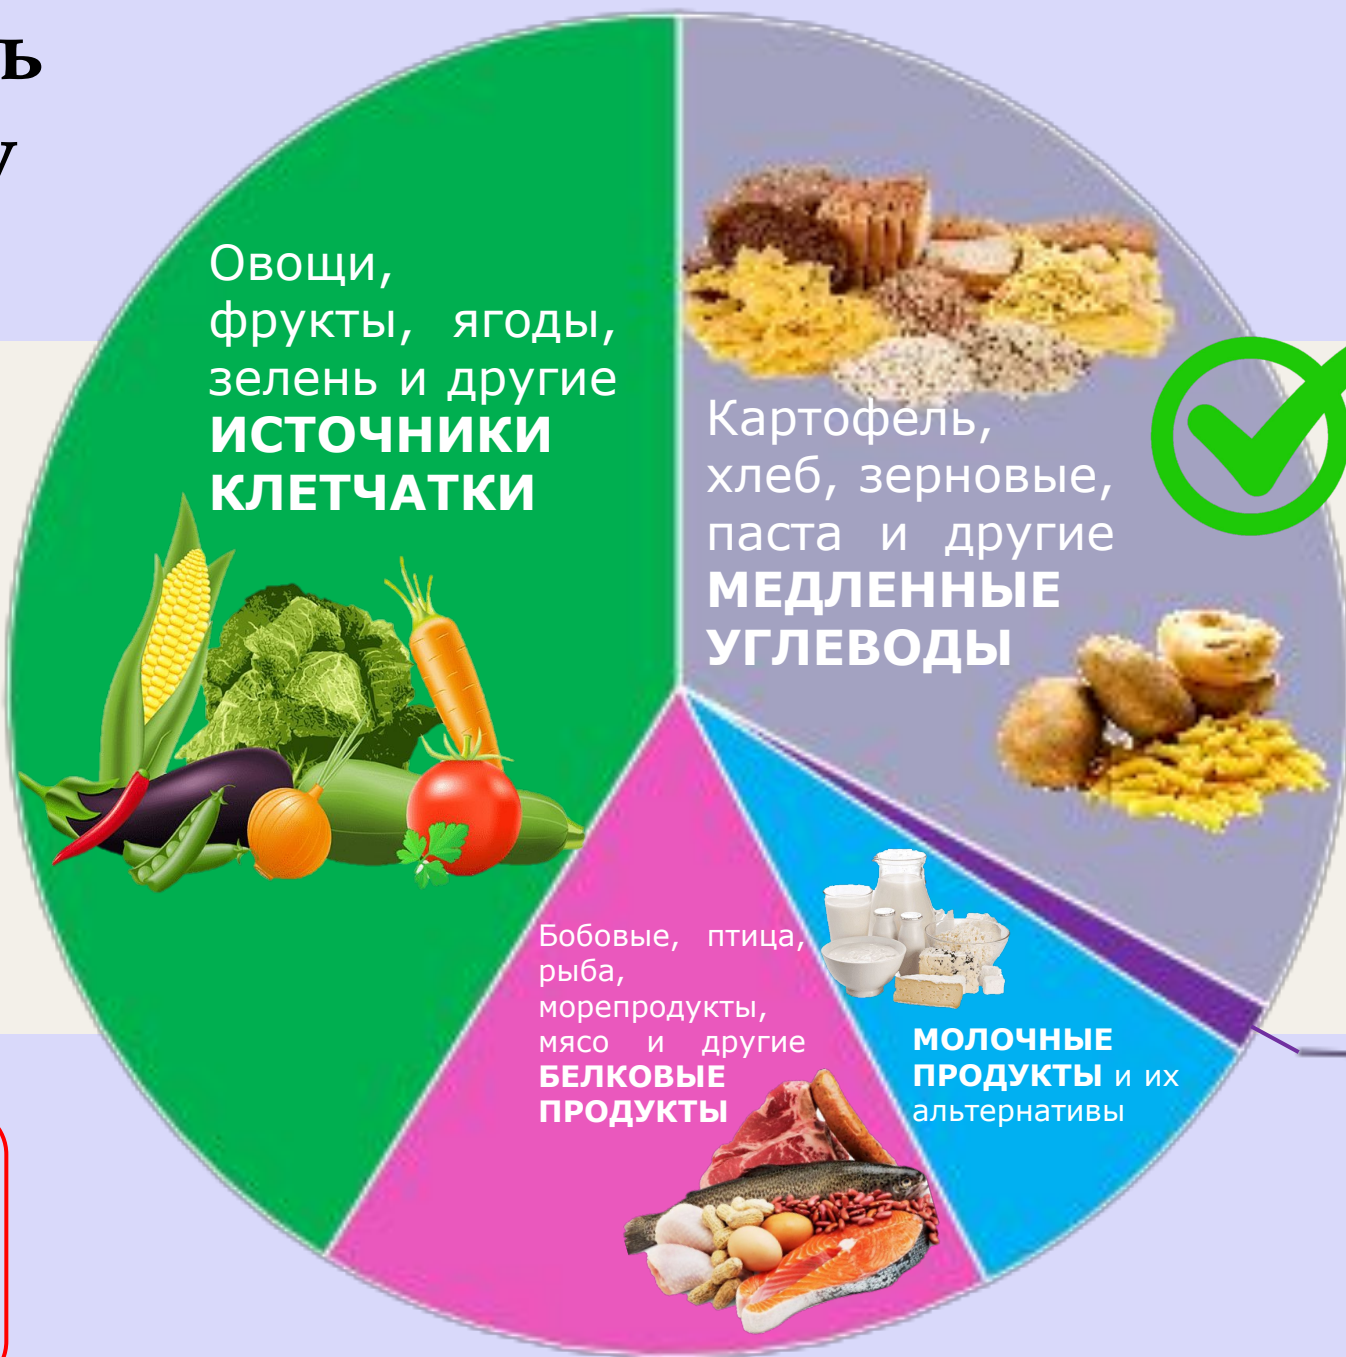 ь
у
Овощи,
фрукты, ягоды,
зелень и другие
ИСТОЧНИКИ
КЛЕТЧАТКИ
Картофель,
хлеб, зерновые,
паста и другие
МЕДЛЕННЫЕ
УГЛЕВОДЫ
Бобовые, птица,
рыба,
морепродукты,
мясо и другие
БЕЛКОВЫЕ
ПРОДУКТЫ
МОЛОЧНЫЕ
ПРОДУКТЫ и их
альтернативы